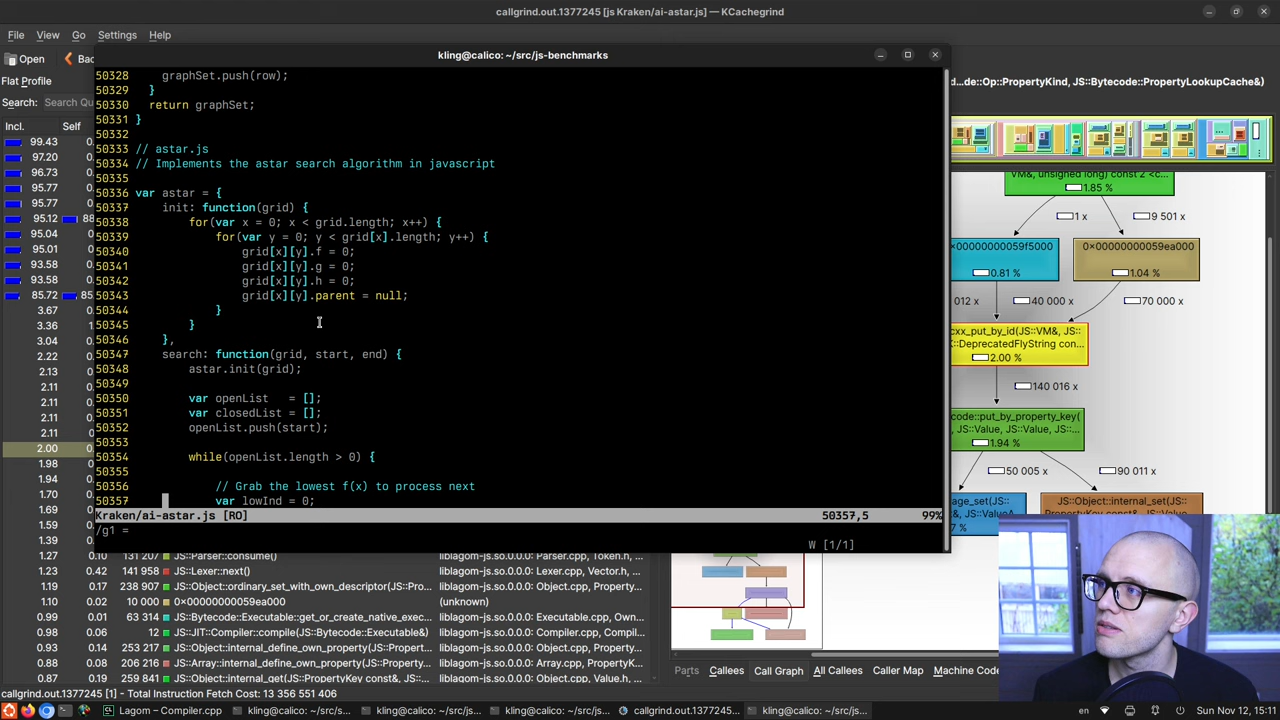 callgrind.out.1377245 [js Kraken/ai-astar.js] — KCachegrind
File View Go Settings Help
Open Bac
Flat Profile
Search: Search Qu
Incl. Self
99.43
97.20
96.73
95.77
95.77
95.12 88
95.04
95.01
93.58
93.58
85.72 85
3.67
3.36
3.04
2.22
2.13
2.11
2.11
2.11
2.00
1.98
1.94
1.70
kling@calico: ~/src/js-benchmarks
50328 graphSet.push(row);
50329 }
50330 return graphSet;
50331 }
50332
50333 // astar.js
50334 // Implements the astar search algorithm in javascript
50335
50336 var astar = {
50337 init: function(grid) {
50338 for(var x = 0; x < grid.length; x++) {
50339 for(var y = 0; y < grid[x].length; y++) {
50340 grid[x][y].f = 0;
50341 grid[x][y].g = 0;
50342 grid[x][y].h = 0;
50343 grid[x][y].parent = null;
50344 }
50345 }
50346 },
50347 search: function(grid, start, end) {
50348 astar.init(grid);
50349
50350 var openList = [];
50351 var closedList = [];
50352 openList.push(start);
50353
50354 while(openList.length > 0) {
50355
50356 // Grab the lowest f(x) to process next
50357 var lowInd = 0;
Kraken/ai-astar.js [RO] 50357,5 99%
/g1 =
W [1/1]
...de::Op::PropertyKind, JS::Bytecode::PropertyLookupCache&)
VM&, unsigned long) const 2 <c...
1.85 %
1 x 9 501 x
0x00000000059ea000
0.81 % 1.04 %
012 x 40 000 x 70 000 x
cxx_put_by_id(JS::VM&,
::DeprecatedFlyString con...
2.00 %
140 016 x
code::put_by_property_key(
JS::Value, JS::Value, JS::...
1.94 %
50 005 x 90 011 x
JS::Object::internal_set(JS::
1.27 131 207 JS::Parser::consume() liblagom-js.so.0.0.0: Parser.cpp, Token.h, ...
1.23 0.42 141 958 JS::Lexer::next() liblagom-js.so.0.0.0: Lexer.cpp, Vector.h, ...
1.19 0.17 238 907 JS::Object::ordinary_set_with_own_descriptor(JS::Pro... liblagom-js.so.0.0.0: Object.cpp, Optional....
1.10 0.02 10 000 0x00000000059ea000 (unknown)
0.99 0.01 63 314 JS::Bytecode::Executable::get_or_create_native_exec... liblagom-js.so.0.0.0: Executable.cpp, Own...
0.98 0.06 12 JS::JIT::Compiler::compile(JS::Bytecode::Executable&) liblagom-js.so.0.0.0: Compiler.cpp, Compil...
0.93 0.14 253 217 JS::Object::internal_define_own_property(JS::Property... liblagom-js.so.0.0.0: Object.cpp, Optional....
0.88 0.08 206 216 JS::Array::internal_define_own_property(JS::Property... liblagom-js.so.0.0.0: Array.cpp, PropertyK...
0.87 0.19 259 841 JS::Object::internal_get(JS::PropertyKey const&, JS::V... liblagom-js.so.0.0.0: Object.cpp, Value.h, ...
Parts Callees Call Graph All Callees Caller Map Machine Code
callgrind.out.1377245 [1] - Total Instruction Fetch Cost: 13 356 551 406
Lagom – Compiler.cpp kling@calico: ~/src/js... kling@calico: ~/src/js... kling@calico: ~/src/js... callgrind.out.1377245... kling@calico: ~/src/js...
en Sun Nov 12, 15:11